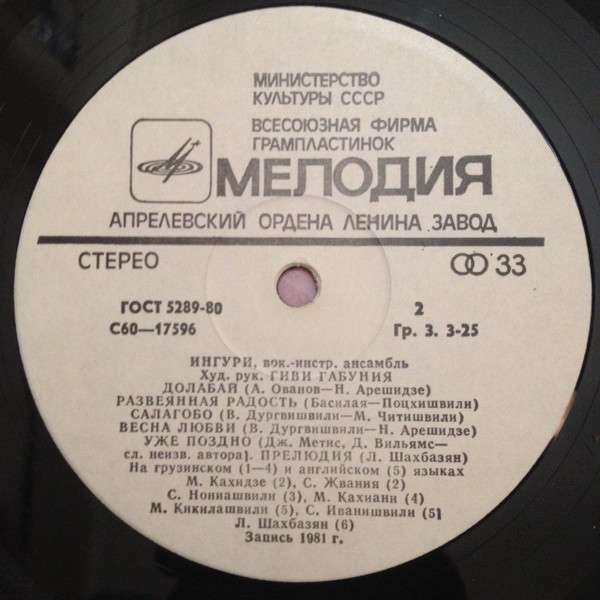 МИНИСТЕРСТВО
КУЛЬТУРЫ СССР
ВСЕСОЮЗНАЯ ФИРМА
ГРАМПЛАСТИНОК
МЕЛОДИЯ
АПРЕЛЕВСКИЙ ОРДЕНА ЛЕНИНА ЗАВОД
СТЕРЕО 33
ГОСТ 5289-80 2
С60—17596 Гр. 3. 3-25
ИНГУРИ, вок.-инстр. ансамбль
Худ. рук. ГИВИ ГАБУНИЯ
ДОЛАБАЙ (А. Ованов—Н. Арешидзе)
РАЗВЕЯННАЯ РАДОСТЬ (Басилая—Поцхишвили)
САЛАГОБО (В. Дургвишвили—М. Читишвили)
ВЕСНА ЛЮБВИ (В. Дургвишвили—Н. Арешидзе)
УЖЕ ПОЗДНО (Дж. Метис, Д. Вильямс—
сл. неизв. автора). ПРЕЛЮДИЯ (Л. Шахбазян)
На грузинском (1—4) и английском (5) языках
М. Кахидзе (2), С. Жвания (2)
С. Нониашвили (3), М. Кахиани (4)
М. Кикилашвили (5), С. Иванишвили (5)
Л. Шахбазян (6)
Запись 1981 г.